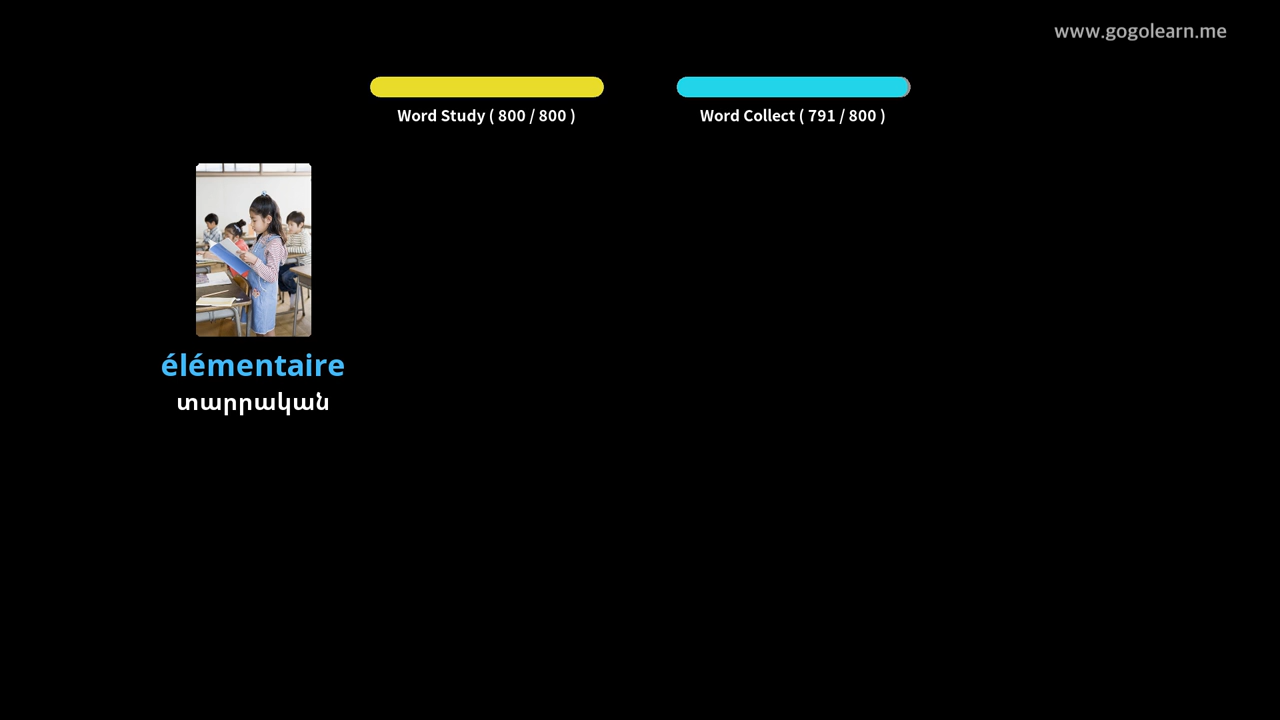 www.gogolearn.me
Word Study ( 800 / 800 )
Word Collect ( 791 / 800 )
élémentaire
տարրական